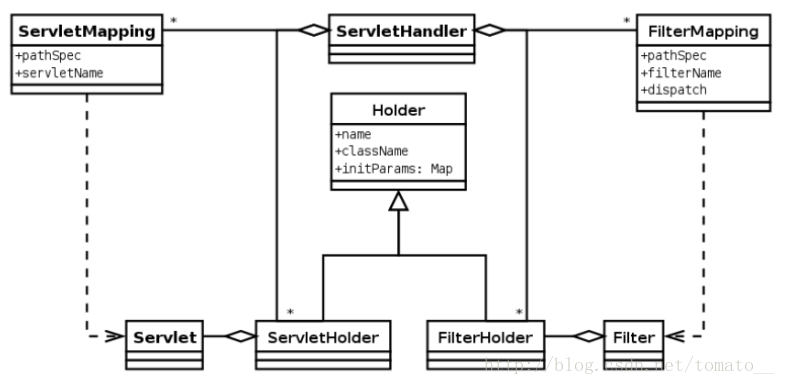 ServletMapping
+pathSpec
+servletName
*
ServletHandler
*
FilterMapping
+pathSpec
+filterName
+dispatch
Holder
+name
+className
+initParams: Map
*
*
Servlet
ServletHolder
FilterHolder
Filter
http://blog.csdn.net/tomato__